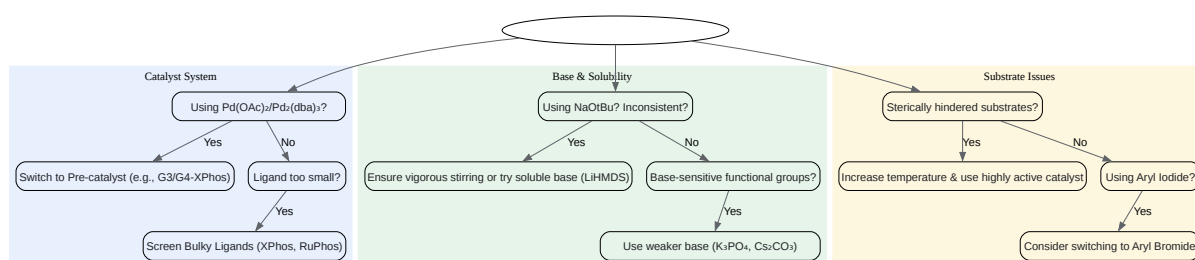 Catalyst System
Using Pd(OAc)₂/Pd₂(dba)₃?
Yes
No
Switch to Pre-catalyst (e.g., G3/G4-XPhos)
Ligand too small?
Yes
Screen Bulky Ligands (XPhos, RuPhos)
Base & Solubility
Using NaOtBu? Inconsistent?
Yes
No
Ensure vigorous stirring or try soluble base (LiHMDS)
Base-sensitive functional groups?
Yes
Use weaker base (K₃PO₄, Cs₂CO₃)
Substrate Issues
Sterically hindered substrates?
Yes
No
Increase temperature & use highly active catalyst
Using Aryl Iodide?
Yes
Consider switching to Aryl Bromide